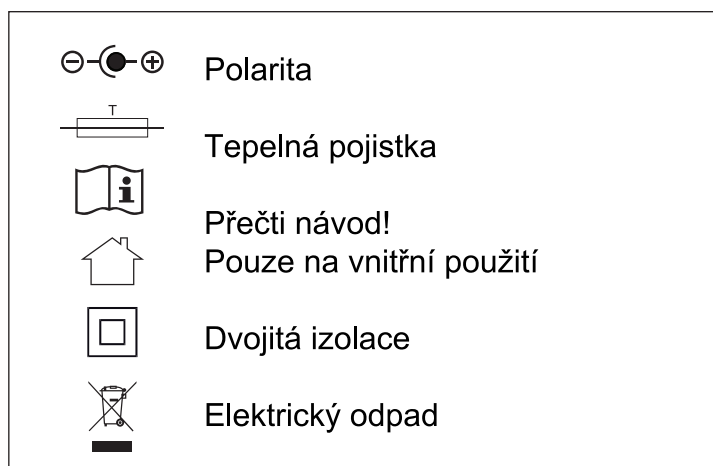 Polarita
T
Tepelná pojistka
i
Přečti návod!
Pouze na vnitřní použití
Dvojitá izolace
Elektrický odpad